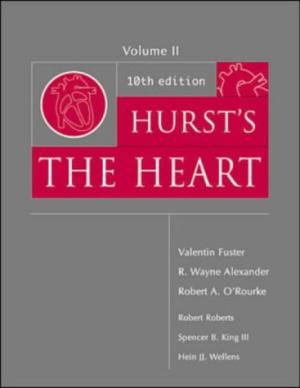 Volume II
10th edition
HURST'S
THE HEART
Valentin Fuster
R. Wayne Alexander
Robert A. O'Rourke
Robert Roberts
Spencer B. King III
Hein JJ. Wellens